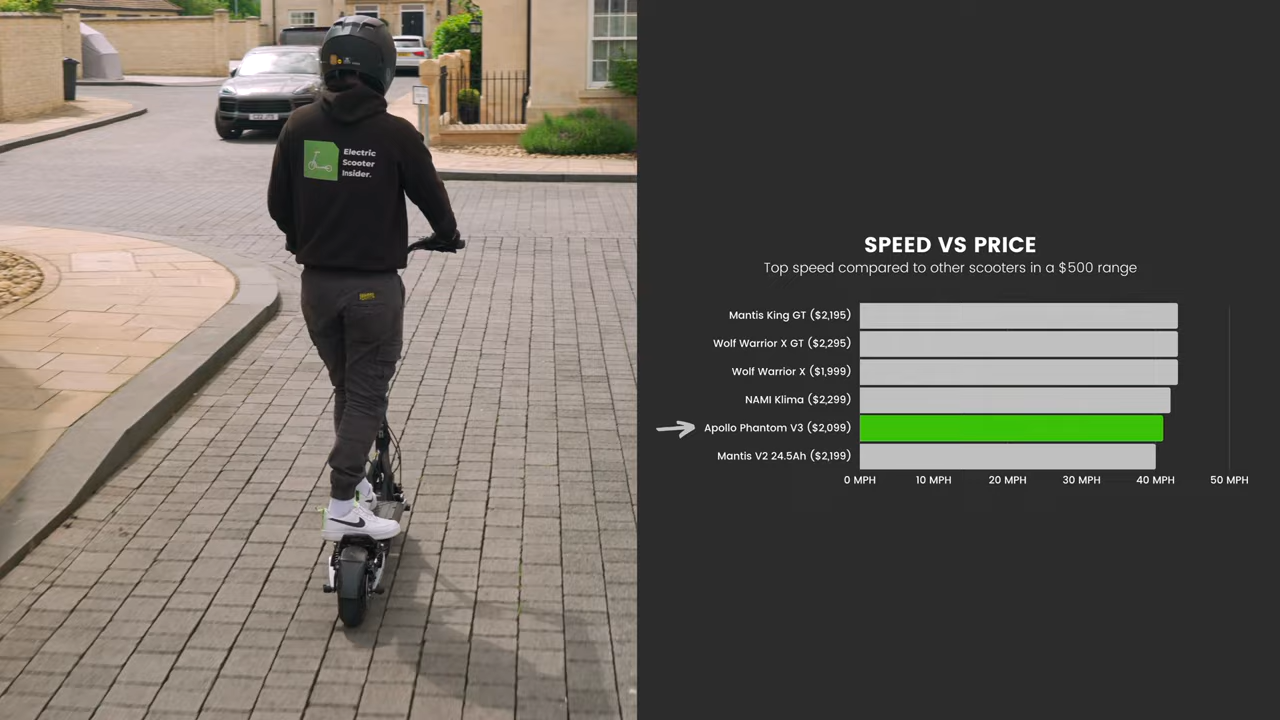 Electric
Scooter
Insider.
SPEED VS PRICE
Top speed compared to other scooters in a $500 range
Mantis King GT ($2,195)
Wolf Warrior X GT ($2,295)
Wolf Warrior X ($1,999)
NAMI Klima ($2,299)
Apollo Phantom V3 ($2,099)
Mantis V2 24.5Ah ($2,199)
0 MPH 10 MPH 20 MPH 30 MPH 40 MPH 50 MPH